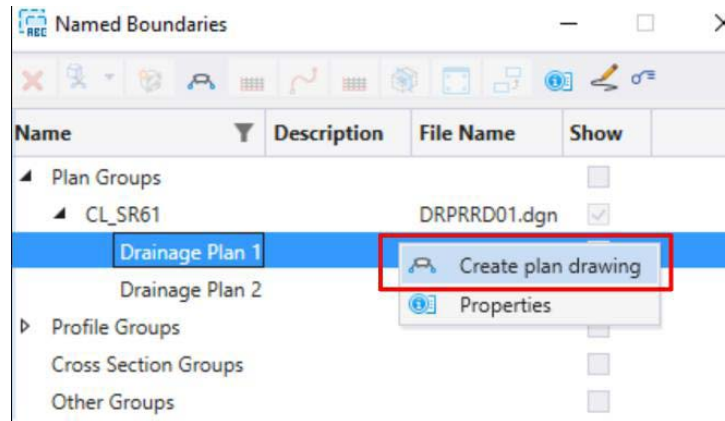 ABC Named Boundaries
Name Description File Name Show
Plan Groups
CL_SR61 DRPRRD01.dgn
Drainage Plan 1 Create plan drawing
Drainage Plan 2 Properties
Profile Groups
Cross Section Groups
Other Groups